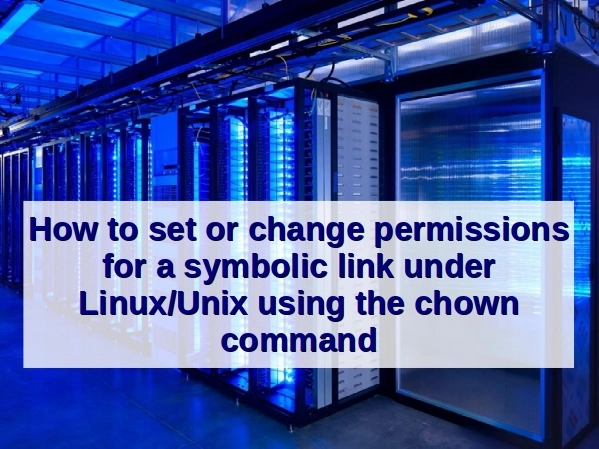 How to set or change permissions
for a symbolic link under
Linux/Unix using the chown
command